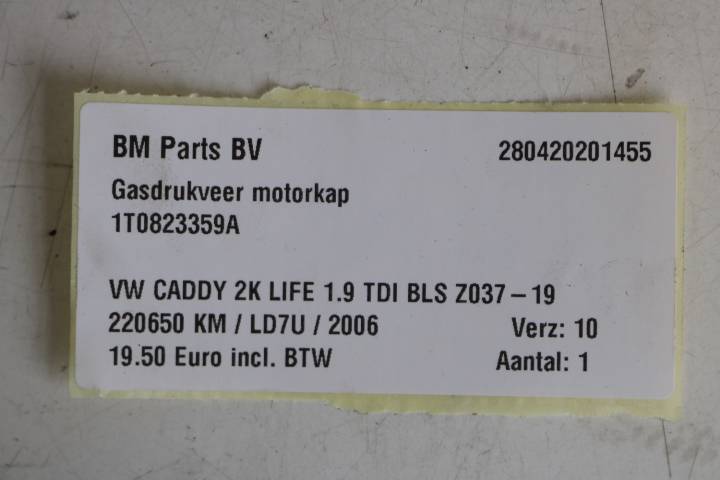 BM Parts BV 280420201455
Gasdrukveer motorkap
1T0823359A
VW CADDY 2K LIFE 1.9 TDI BLS Z037 – 19
220650 KM / LD7U / 2006 Verz: 10
19.50 Euro incl. BTW Aantal: 1